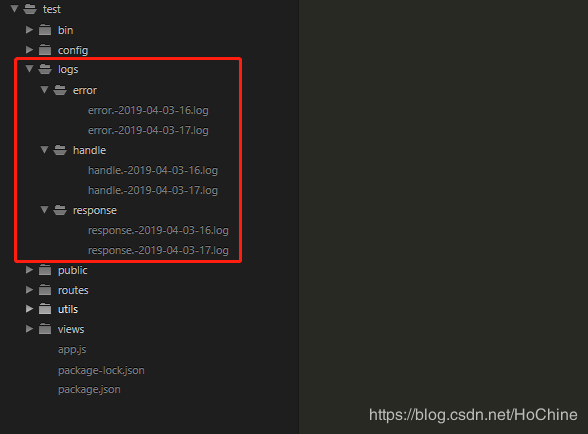 test
bin
config
logs
error
error.-2019-04-03-16.log
error.-2019-04-03-17.log
handle
handle.-2019-04-03-16.log
handle.-2019-04-03-17.log
response
response.-2019-04-03-16.log
response.-2019-04-03-17.log
public
routes
utils
views
app.js
package-lock.json
package.json
https://blog.csdn.net/HoChine